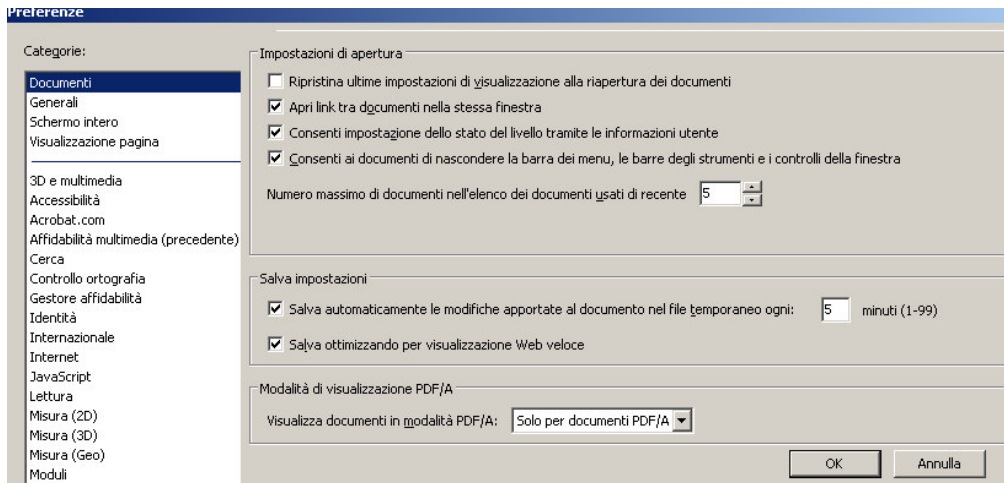 Preferenze
Categorie:
Documenti
Generali
Schermo intero
Visualizzazione pagina
3D e multimedia
Accessibilità
Acrobat.com
Affidabilità multimedia (precedente)
Cerca
Controllo ortografia
Gestore affidabilità
Identità
Internazionale
Internet
JavaScript
Lettura
Misura (2D)
Misura (3D)
Misura (Geo)
Moduli
Impostazioni di apertura
Ripristina ultime impostazioni di visualizzazione alla riapertura dei documenti
Apri link tra documenti nella stessa finestra
Consenti impostazione dello stato del livello tramite le informazioni utente
Consenti ai documenti di nascondere la barra dei menu, le barre degli strumenti e i controlli della finestra
Numero massimo di documenti nell'elenco dei documenti usati di recente 5
Salva impostazioni
Salva automaticamente le modifiche apportate al documento nel file temporaneo ogni: 5 minuti (1-99)
Salva ottimizzando per visualizzazione Web veloce
Modalità di visualizzazione PDF/A
Visualizza documenti in modalità PDF/A: Solo per documenti PDF/A
OK Annulla